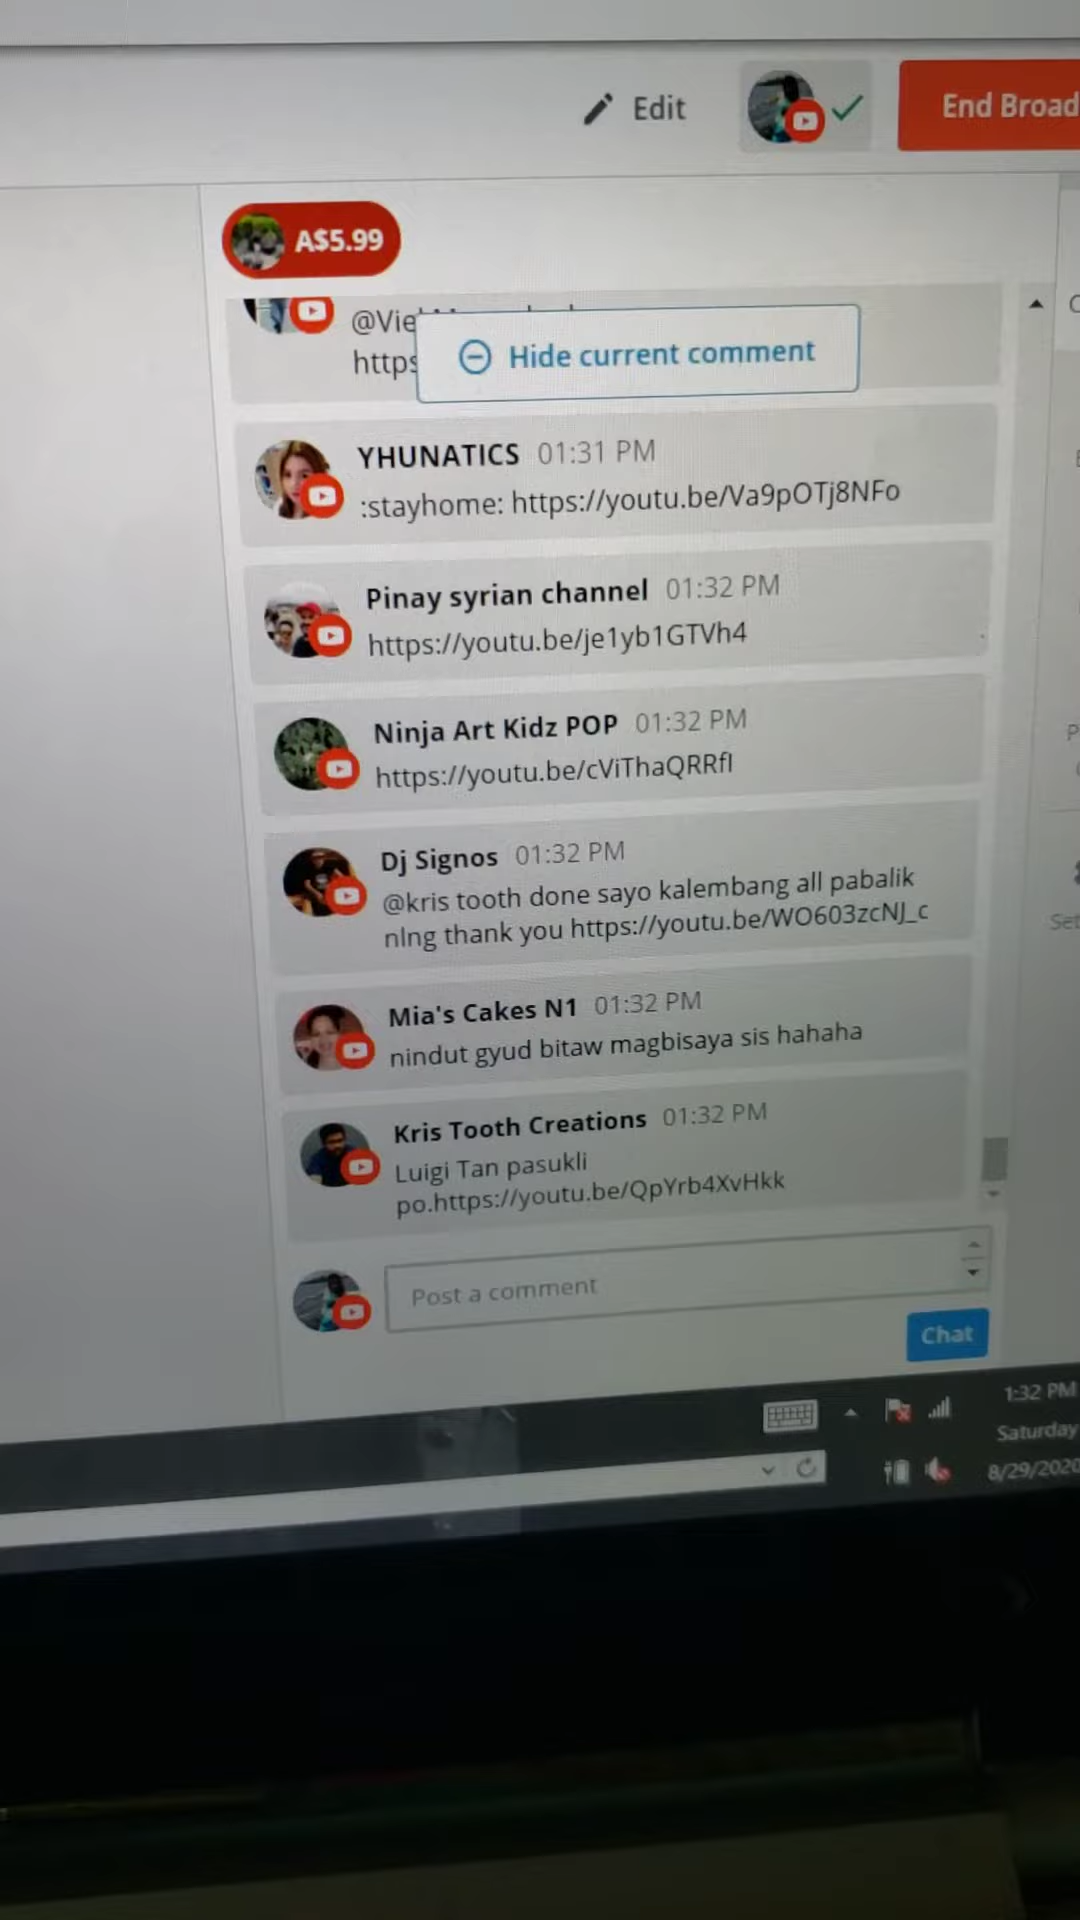 Edit
End Broad
A$5.99
@Vie
https
Hide current comment
YHUNATICS 01:31 PM
:stayhome: https://youtu.be/Va9pOTj8NFo
Pinay syrian channel 01:32 PM
https://youtu.be/je1yb1GTVh4
Ninja Art Kidz POP 01:32 PM
https://youtu.be/cViThaQRRfI
Dj Signos 01:32 PM
@kris tooth done sayo kalembang all pabalik
nlng thank you https://youtu.be/WO603zcNJ_c
Mia's Cakes N1 01:32 PM
nindut gyud bitaw magbisaya sis hahaha
Kris Tooth Creations 01:32 PM
Luigi Tan pasukli
po.https://youtu.be/QpYrb4XvHkk
Post a comment
Chat
Set
1:32 PM
Saturday
8/29/2020